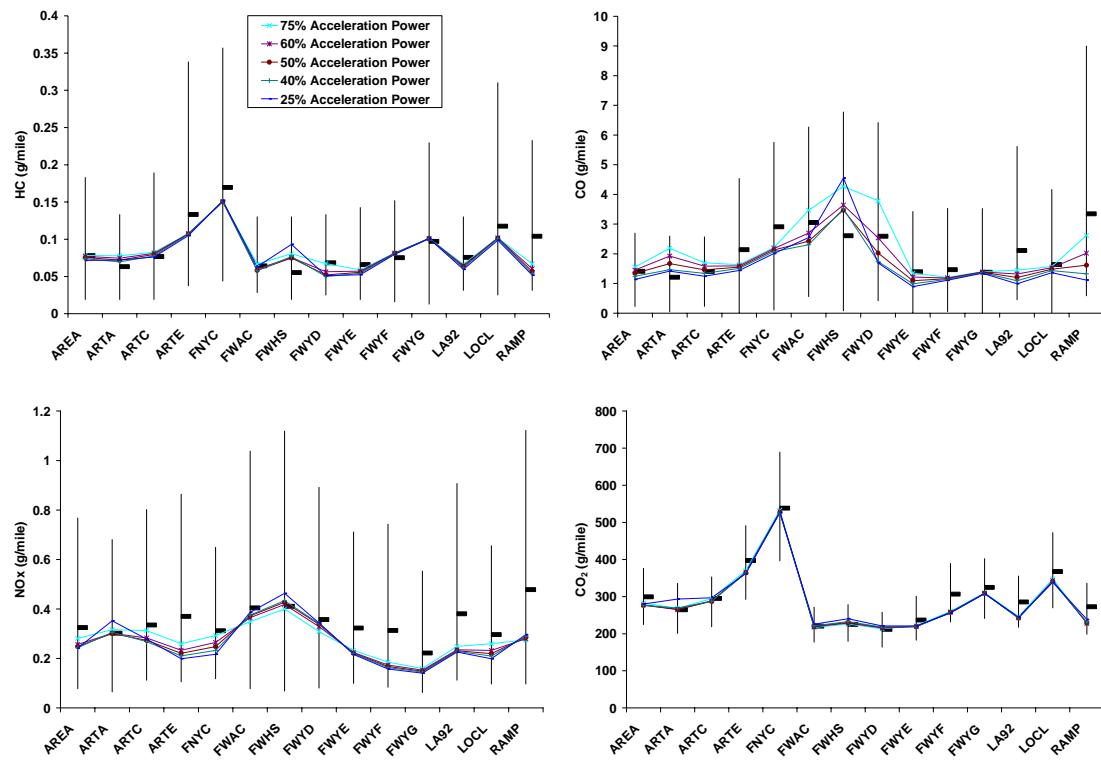 0.4
0.35
0.3
0.25
0.2
0.15
0.1
0.05
0
HC (g/mile)
75% Acceleration Power
60% Acceleration Power
50% Acceleration Power
40% Acceleration Power
25% Acceleration Power
AREA
ARTA
ARTC
ARTE
FNYC
FWAC
FWHS
FWYD
FWYE
FWYF
FWYG
LA92
LOCL
RAMP
10
9
8
7
6
5
4
3
2
1
0
CO (g/mile)
AREA
ARTA
ARTC
ARTE
FNYC
FWAC
FWHS
FWYD
FWYE
FWYF
FWYG
LA92
LOCL
RAMP
1.2
1
0.8
0.6
0.4
0.2
0
NOx (g/mile)
AREA
ARTA
ARTC
ARTE
FNYC
FWAC
FWHS
FWYD
FWYE
FWYF
FWYG
LA92
LOCL
RAMP
800
700
600
500
400
300
200
100
0
CO₂ (g/mile)
AREA
ARTA
ARTC
ARTE
FNYC
FWAC
FWHS
FWYD
FWYE
FWYF
FWYG
LA92
LOCL
RAMP